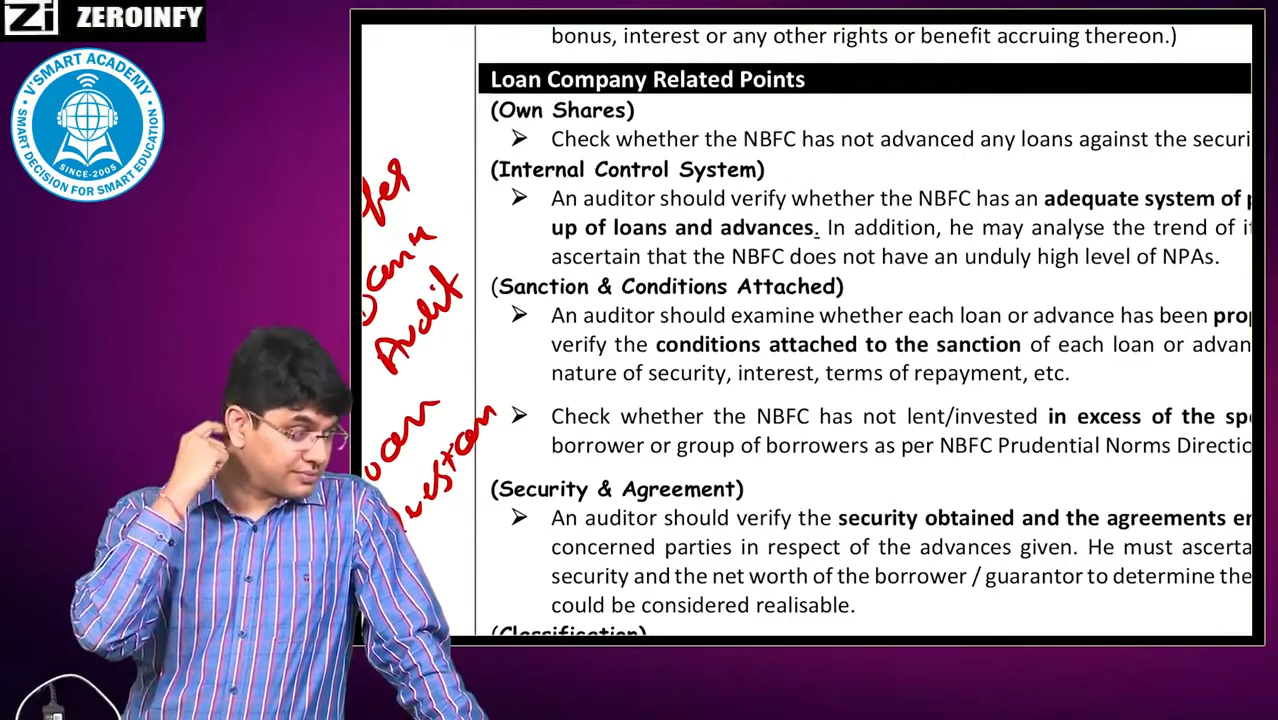 Zi ZEROINFY
V'SMART ACADEMY
SINCE-2005
SMART DECISION FOR SMART EDUCATION
bonus, interest or any other rights or benefit accruing thereon.)
Loan Company Related Points
(Own Shares)
➢ Check whether the NBFC has not advanced any loans against the securi
(Internal Control System)
➢ An auditor should verify whether the NBFC has an adequate system of p
up of loans and advances. In addition, he may analyse the trend of it
ascertain that the NBFC does not have an unduly high level of NPAs.
(Sanction & Conditions Attached)
➢ An auditor should examine whether each loan or advance has been prop
verify the conditions attached to the sanction of each loan or advan
nature of security, interest, terms of repayment, etc.
➢ Check whether the NBFC has not lent/invested in excess of the spe
borrower or group of borrowers as per NBFC Prudential Norms Directio
(Security & Agreement)
➢ An auditor should verify the security obtained and the agreements en
concerned parties in respect of the advances given. He must ascerta
security and the net worth of the borrower / guarantor to determine the
could be considered realisable.
(Classification)
Audit